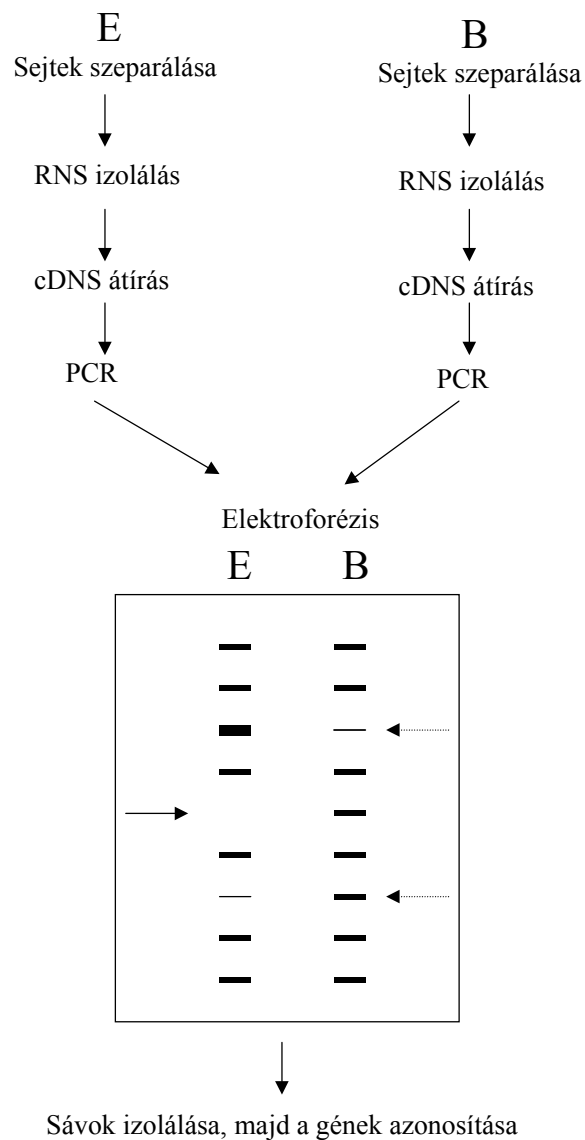 E
Sejtek szeparálása
RNS izolálás
cDNS átírás
PCR
B
Sejtek szeparálása
RNS izolálás
cDNS átírás
PCR
Elektroforézis
E B
Sávok izolálása, majd a gének azonosítása